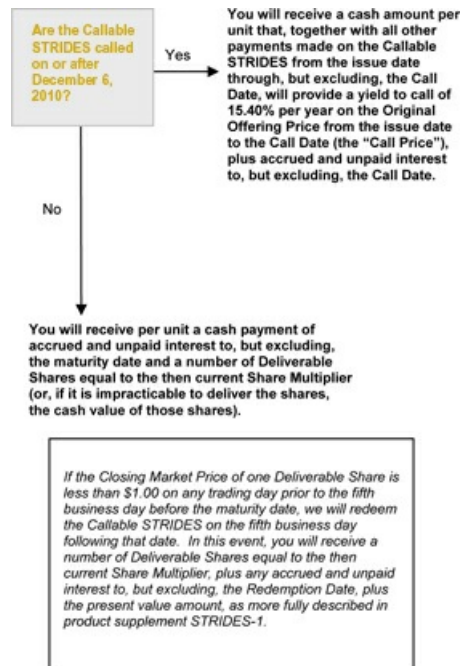 Are the Callable
STRIDES called
on or after
December 6,
2010?
Yes
You will receive a cash amount per
unit that, together with all other
payments made on the Callable
STRIDES from the issue date
through, but excluding, the Call
Date, will provide a yield to call of
15.40% per year on the Original
Offering Price from the issue date
to the Call Date (the “Call Price”),
plus accrued and unpaid interest
to, but excluding, the Call Date.
No
You will receive per unit a cash payment of
accrued and unpaid interest to, but excluding,
the maturity date and a number of Deliverable
Shares equal to the then current Share Multiplier
(or, if it is impracticable to deliver the shares,
the cash value of those shares).
If the Closing Market Price of one Deliverable Share is
less than $1.00 on any trading day prior to the fifth
business day before the maturity date, we will redeem
the Callable STRIDES on the fifth business day
following that date.  In this event, you will receive a
number of Deliverable Shares equal to the then
current Share Multiplier, plus any accrued and unpaid
interest to, but excluding, the Redemption Date, plus
the present value amount, as more fully described in
product supplement STRIDES-1.